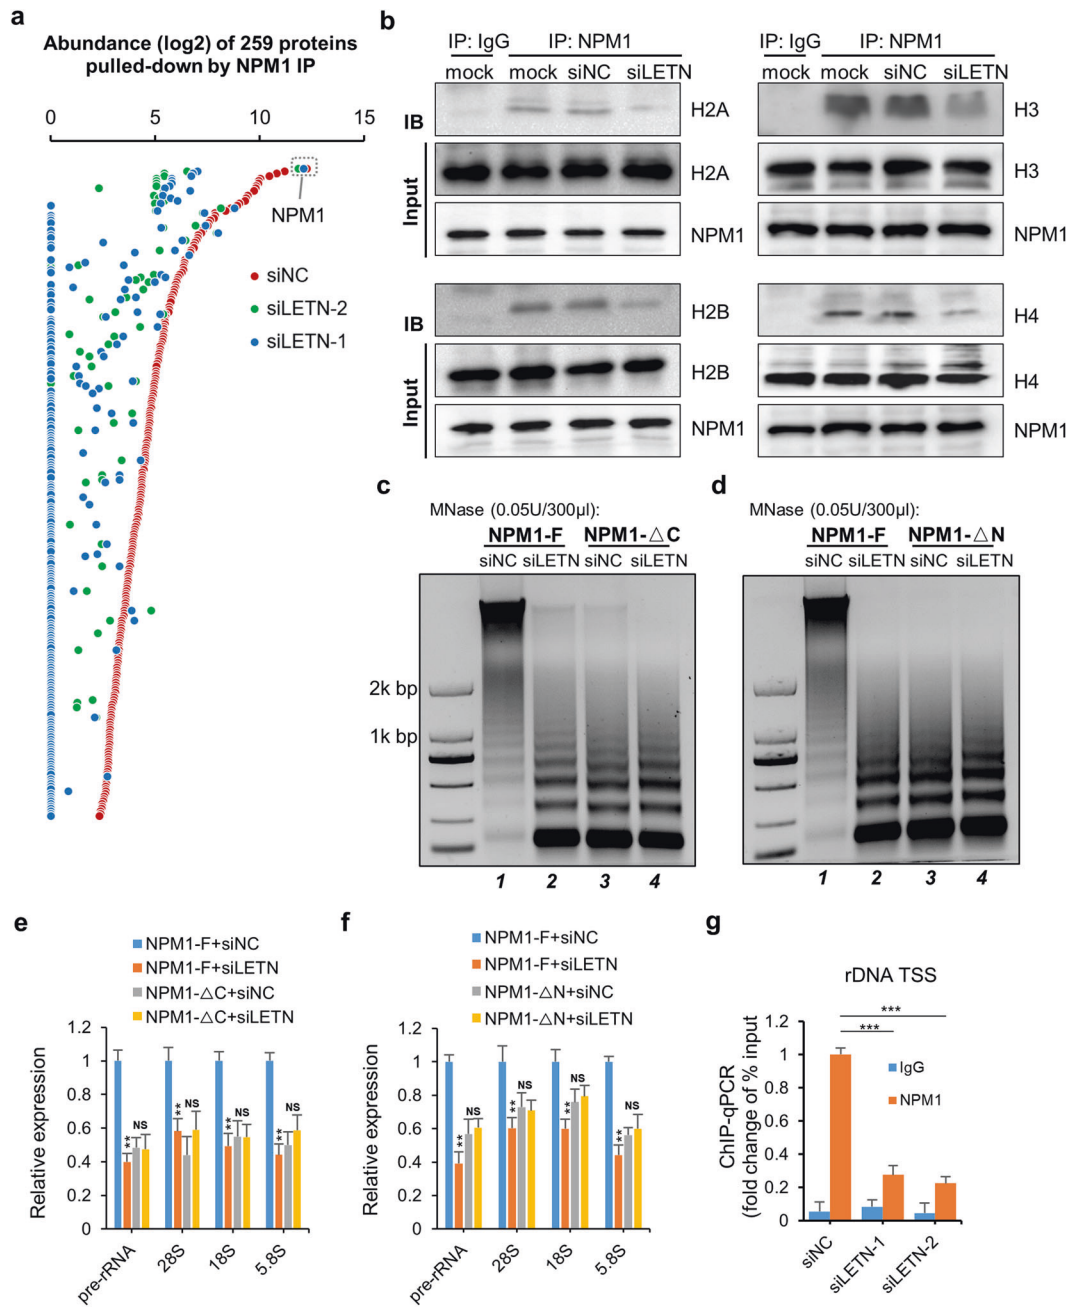 a
Abundance (log2) of 259 proteins
pulled-down by NPM1 IP
0 5 10 15
NPM1
siNC
siLETN-2
siLETN-1
b
IP: IgG IP: NPM1
mock mock siNC siLETN
IB
H2A
Input
H2A
NPM1
IB
H2B
Input
H2B
NPM1
IP: IgG IP: NPM1
mock mock siNC siLETN
H3
H3
NPM1
H4
H4
NPM1
c
MNase (0.05U/300µl):
NPM1-F NPM1-△C
siNC siLETN siNC siLETN
2k bp
1k bp
1 2 3 4
d
MNase (0.05U/300µl):
NPM1-F NPM1-△N
siNC siLETN siNC siLETN
1 2 3 4
e
NPM1-F+siNC
NPM1-F+siLETN
NPM1-△C+siNC
NPM1-△C+siLETN
Relative expression
1.2
1
0.8
0.6
0.4
0.2
0
** NS
** NS
** NS
** NS
pre-rRNA 28S 18S 5.8S
f
NPM1-F+siNC
NPM1-F+siLETN
NPM1-△N+siNC
NPM1-△N+siLETN
Relative expression
1.2
1
0.8
0.6
0.4
0.2
0
** NS
** NS
** NS
** NS
pre-rRNA 28S 18S 5.8S
g
rDNA TSS
***
***
ChIP-qPCR
(fold change of % input
1.2
1
0.8
0.6
0.4
0.2
0
IgG
NPM1
siNC siLETN-1 siLETN-2